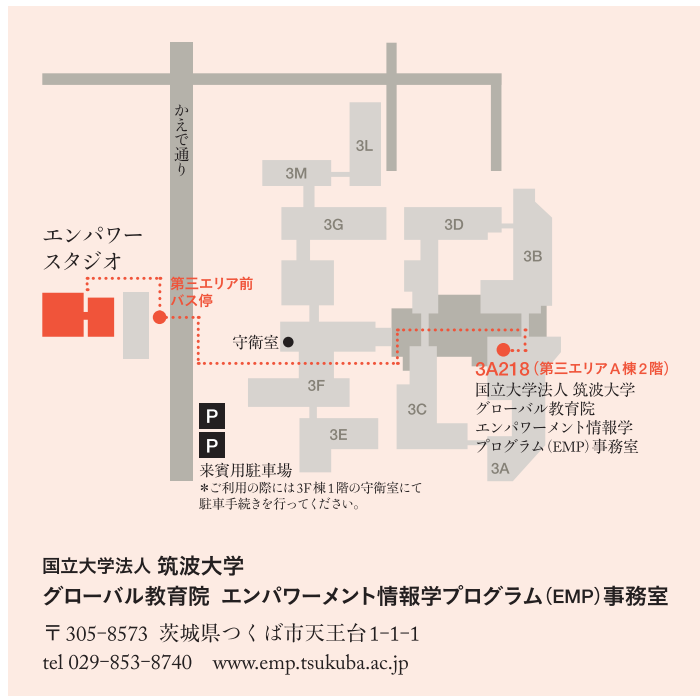 かえで通り
3L
3M
3G
3D
3B
エンパワー
スタジオ
第三エリア前
バス停
守衛室
3A218（第三エリアA棟2階）
国立大学法人 筑波大学
グローバル教育院
エンパワーメント情報学
プログラム（EMP）事務室
3F
3C
3E
3A
P
P
来賓用駐車場
＊ご利用の際には3F棟1階の守衛室にて
駐車手続きを行ってください。
国立大学法人 筑波大学
グローバル教育院 エンパワーメント情報学プログラム（EMP）事務室
〒305-8573 茨城県つくば市天王台1-1-1
tel 029-853-8740 www.emp.tsukuba.ac.jp